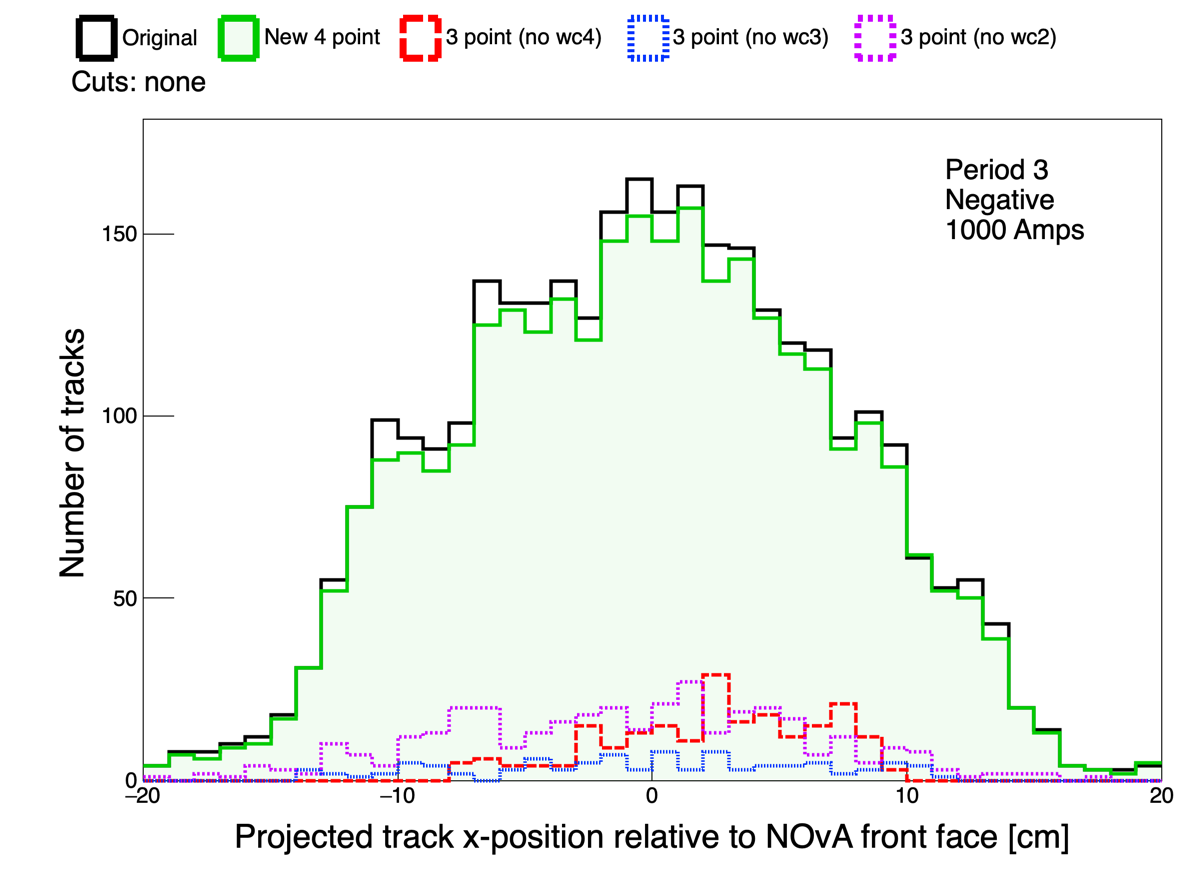 Original New 4 point 3 point (no wc4) 3 point (no wc3) 3 point (no wc2)
Cuts: none
Period 3
Negative
1000 Amps
150
100
50
0
−20 −10 0 10 20
Number of tracks
Projected track x-position relative to NOvA front face [cm]